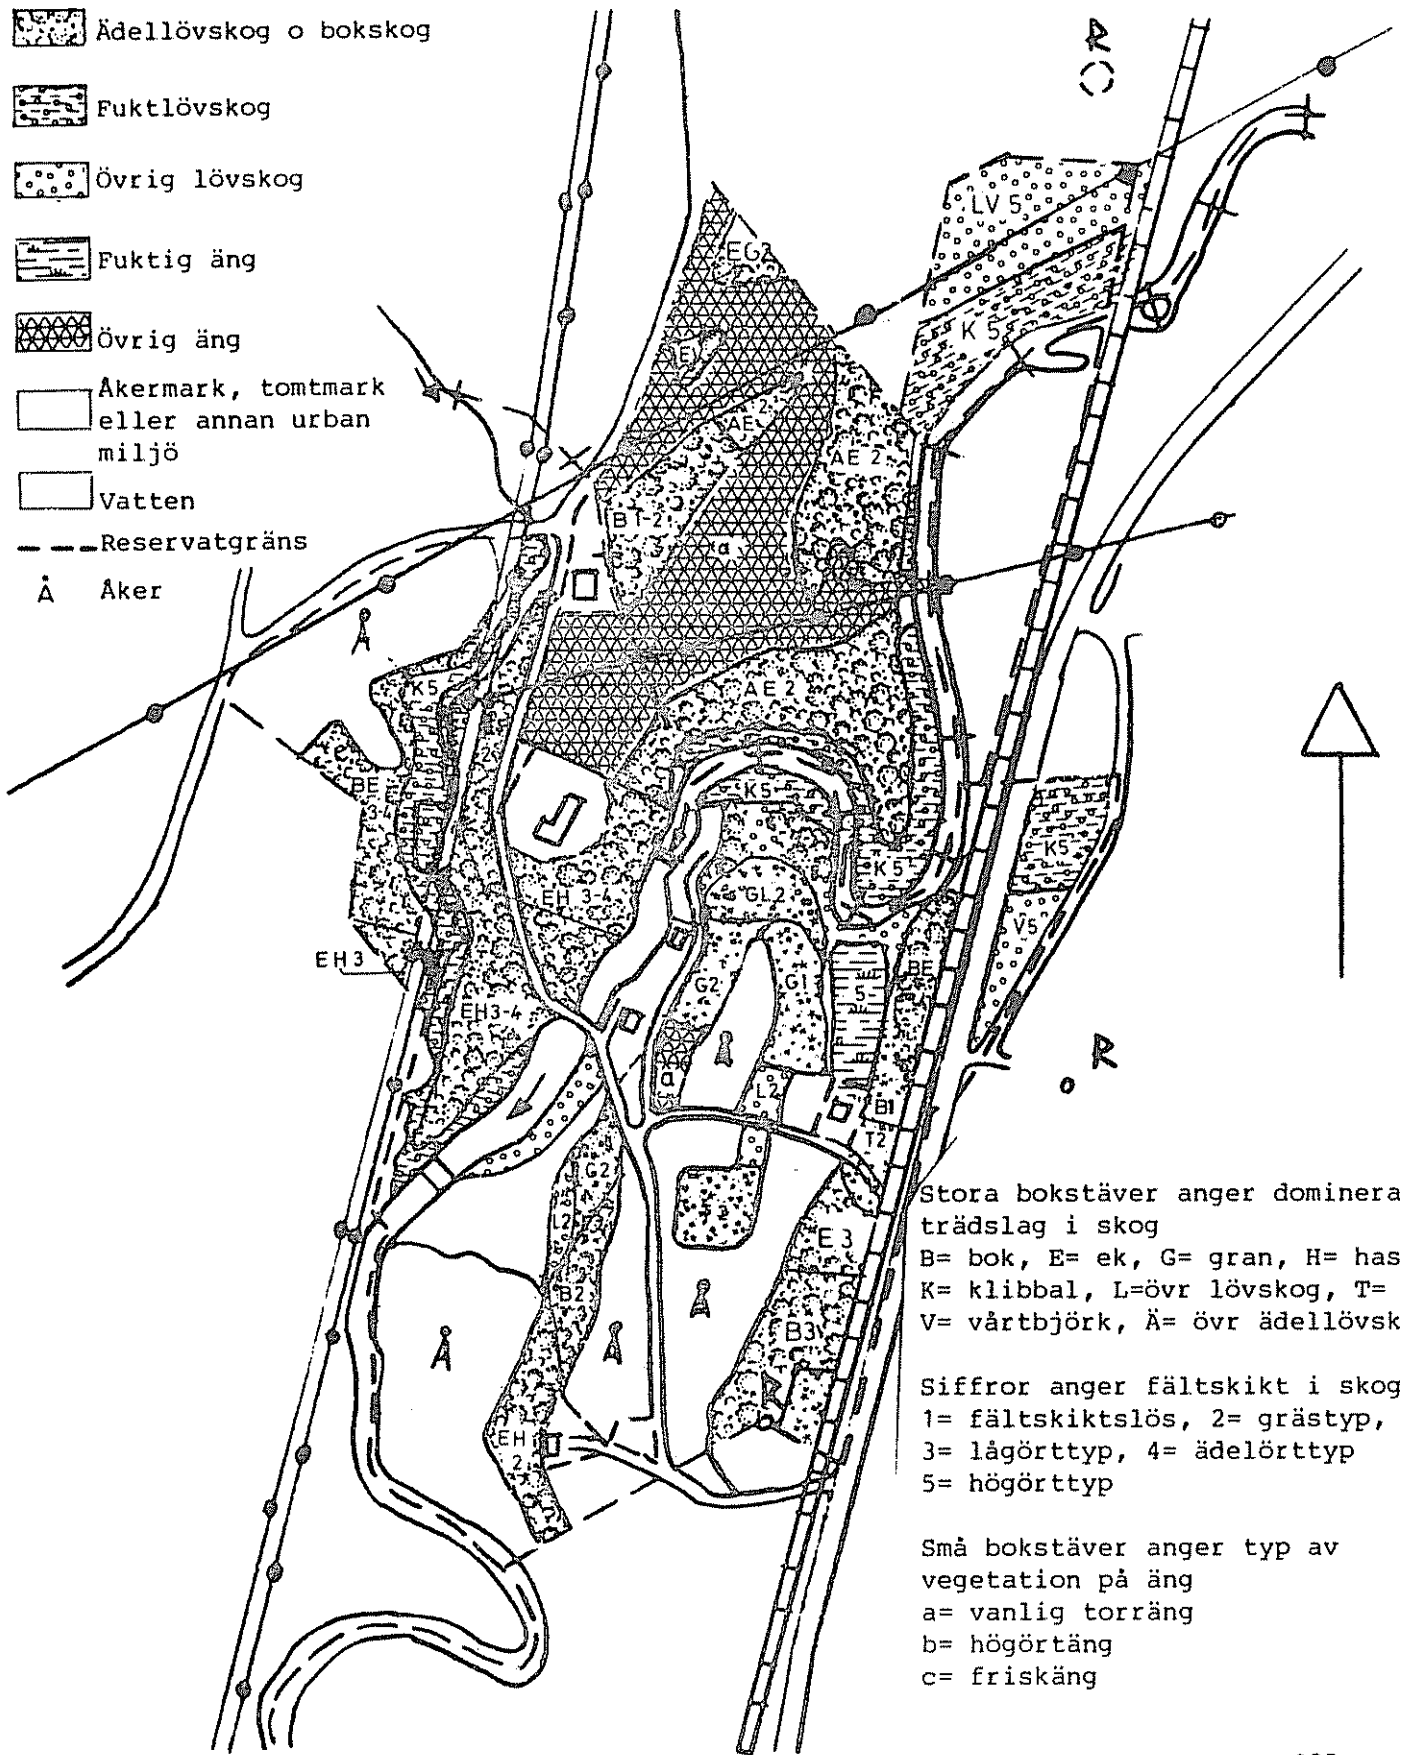 Ädellövskog o bokskog
Fuktlövskog
Övrig lövskog
Fuktig äng
Övrig äng
Åkermark, tomtmark
eller annan urban
miljö
Vatten
Reservatgräns
Å Åker
R
LV 5
EG2
K 5
E
AE 2
AE 2
B1-2
a
Å
K5
AE 2
2
BE
3-4
K5
K5
K5
EH 3-4
GL2
V5
EH3
G2
G1
5
BE
EH3-4
Å
R
a
L2
B1
T2
G2
L2
E 3
B2
Å
B3
Å
Å
R
EH
2
Stora bokstäver anger dominera
trädslag i skog
B= bok, E= ek, G= gran, H= has
K= klibbal, L=övr lövskog, T=
V= vårtbjörk, Ä= övr ädellövsk
Siffror anger fältskikt i skog
1= fältskiktslös, 2= grästyp,
3= lågörttyp, 4= ädelörttyp
5= högörttyp
Små bokstäver anger typ av
vegetation på äng
a= vanlig torräng
b= högörtäng
c= friskäng